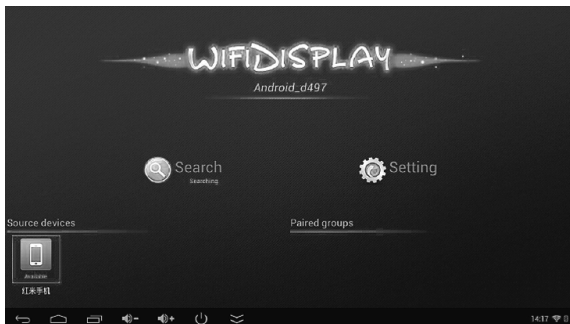 WIFIDISPLAY
Android_d497
Search
Searching
Setting
Source devices
Paired groups
Available
红米手机
14:17